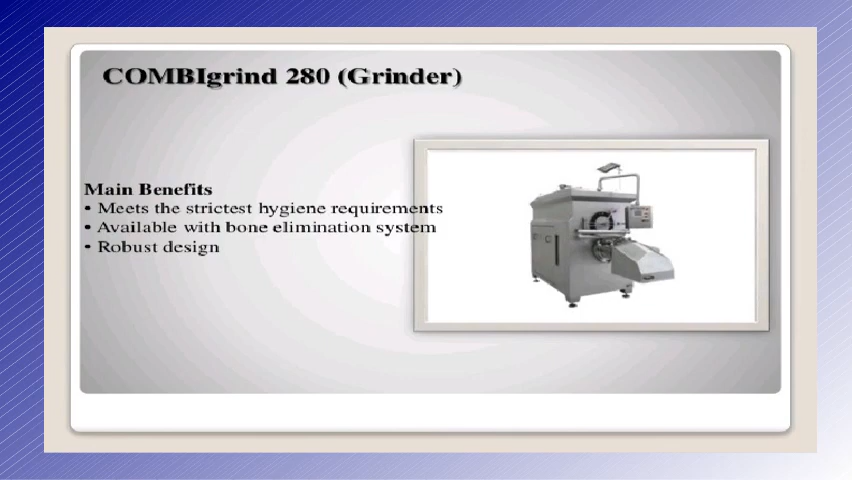 COMBIgrind 280 (Grinder)
Main Benefits
• Meets the strictest hygiene requirements
• Available with bone elimination system
• Robust design